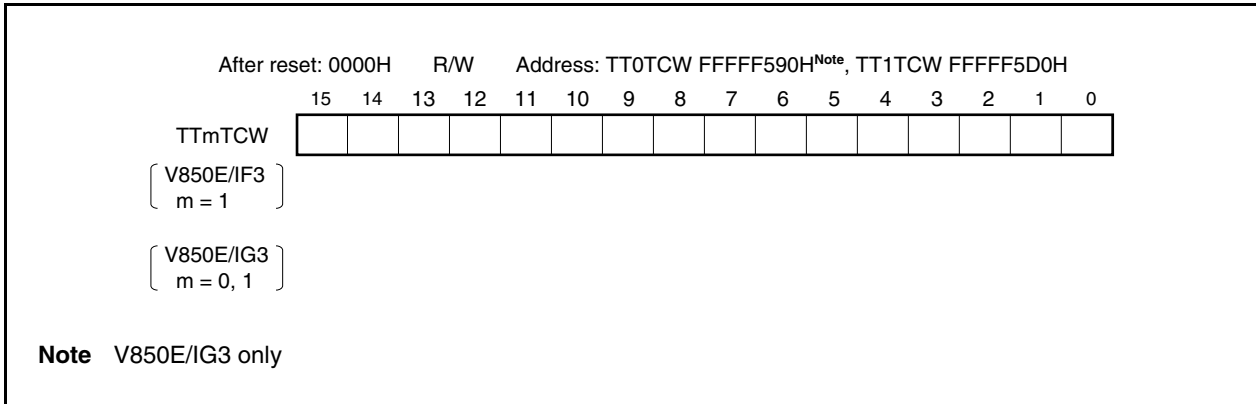 After reset: 0000H R/W Address: TT0TCW FFFFF590HNote, TT1TCW FFFFF5D0H
15 14 13 12 11 10 9 8 7 6 5 4 3 2 1 0
TTmTCW
V850E/IF3
m = 1
V850E/IG3
m = 0, 1
Note V850E/IG3 only